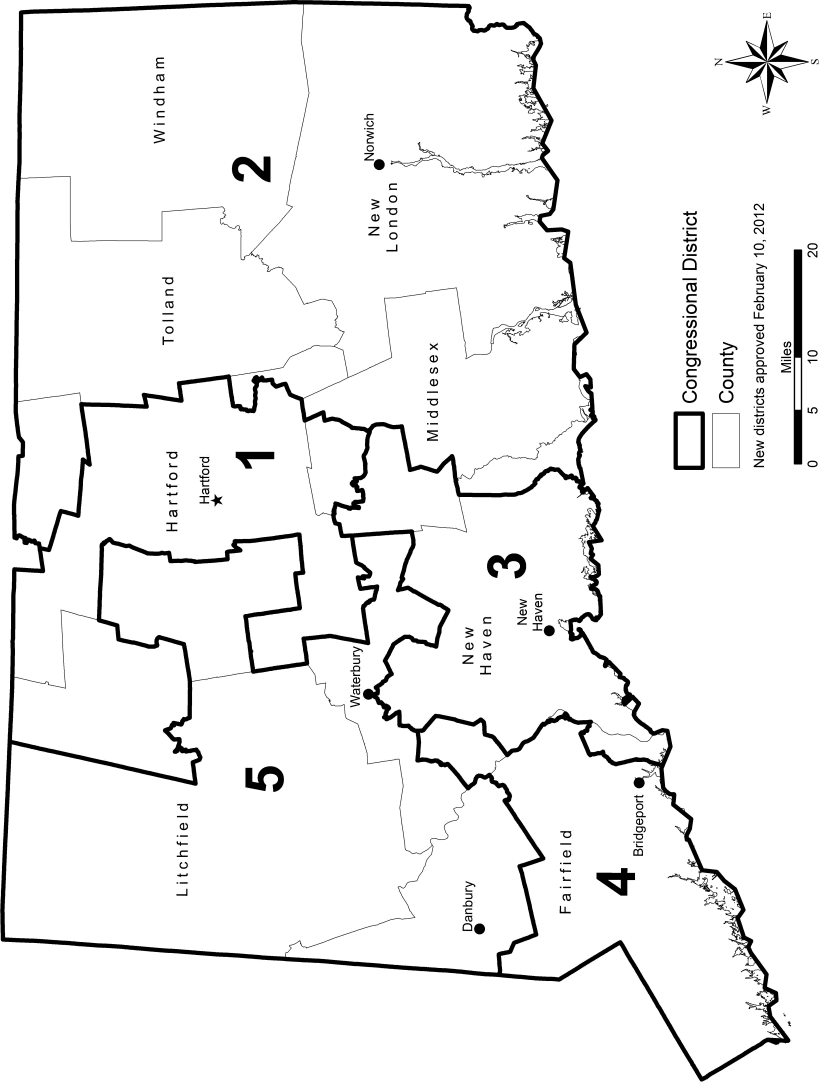 Litchfield
Hartford
Hartford
Tolland
Windham
5
1
2
Waterbury
Norwich
New
London
Middlesex
Danbury
New
Haven
3
New
Haven
Fairfield
4
Bridgeport
Congressional District
County
New districts approved February 10, 2012
0 5 10 20
Miles
N
W E
S